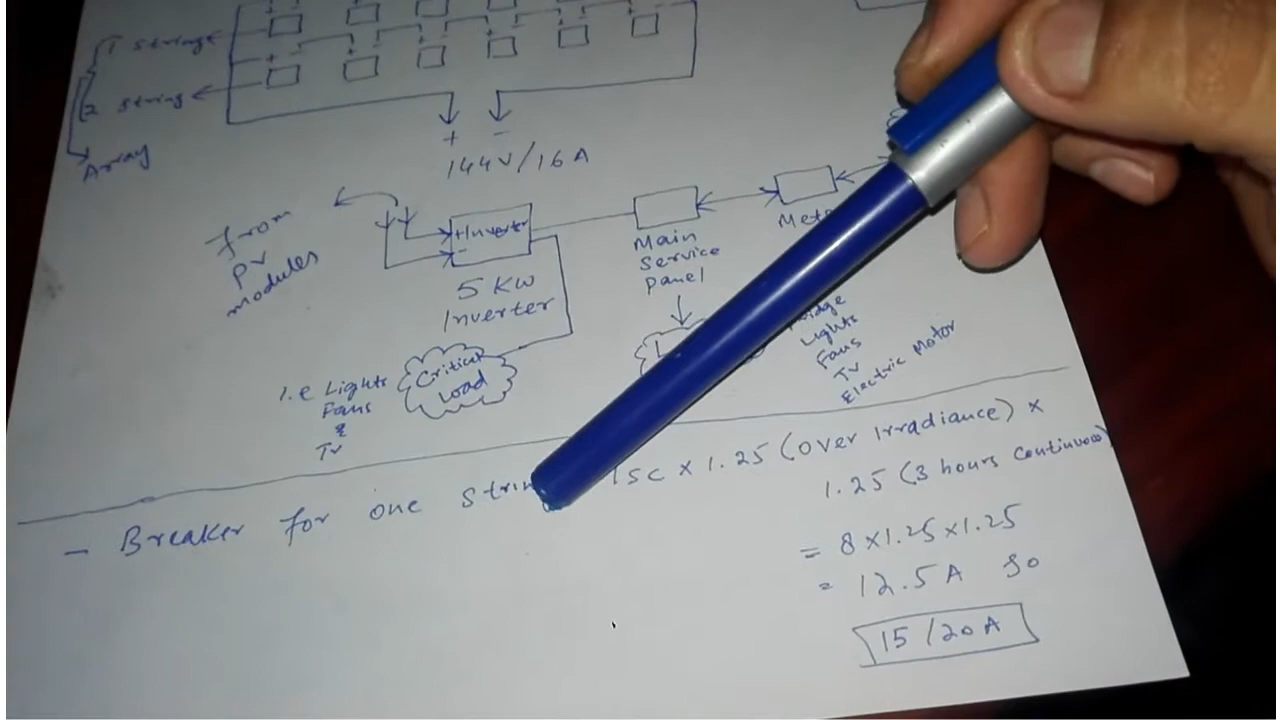 1 string
2 string
Array
+ -
144V/16A
from
PV
modules
+Inverter
-
5 KW
Inverter
Main
Service
panel
Critical
Load
i.e Lights
Fans
&
TV
Lights
Fans
TV
Electric Motor
- Breaker for one Isc x 1.25 (Over Irradiance) x
1.25 (3 hours continuous)
= 8 x 1.25 x 1.25
= 12.5A So
15/20A